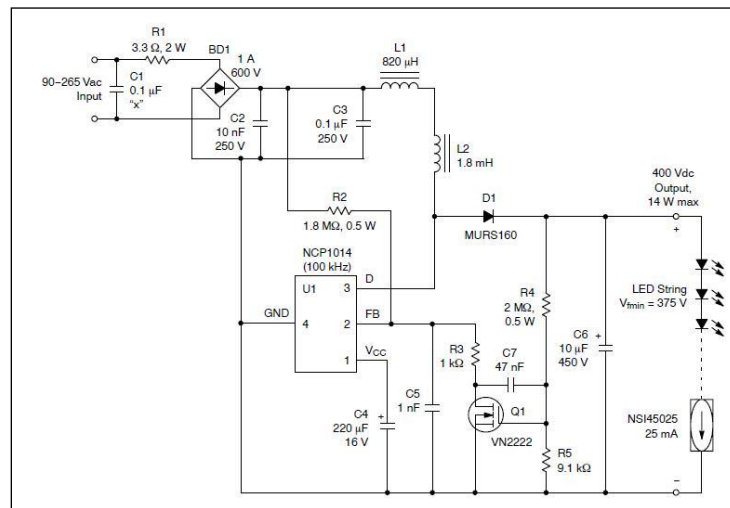 R1
3.3 Ω, 2 W
BD1
1 A
600 V
L1
820 μH
90–265 Vac
Input
C1
0.1 μF
“x”
C2
10 nF
250 V
C3
0.1 μF
250 V
L2
1.8 mH
R2
1.8 MΩ, 0.5 W
D1
MURS160
400 Vdc
Output,
14 W max
+
NCP1014
(100 kHz)
U1
3
D
GND
4
2
FB
1
VCC
R4
2 MΩ,
0.5 W
LED String
Vfmin = 375 V
R3
1 kΩ
C7
47 nF
C6
10 μF
450 V
+
C5
1 nF
C4
220 μF
16 V
+
Q1
VN2222
R5
9.1 kΩ
NSI45025
25 mA
–